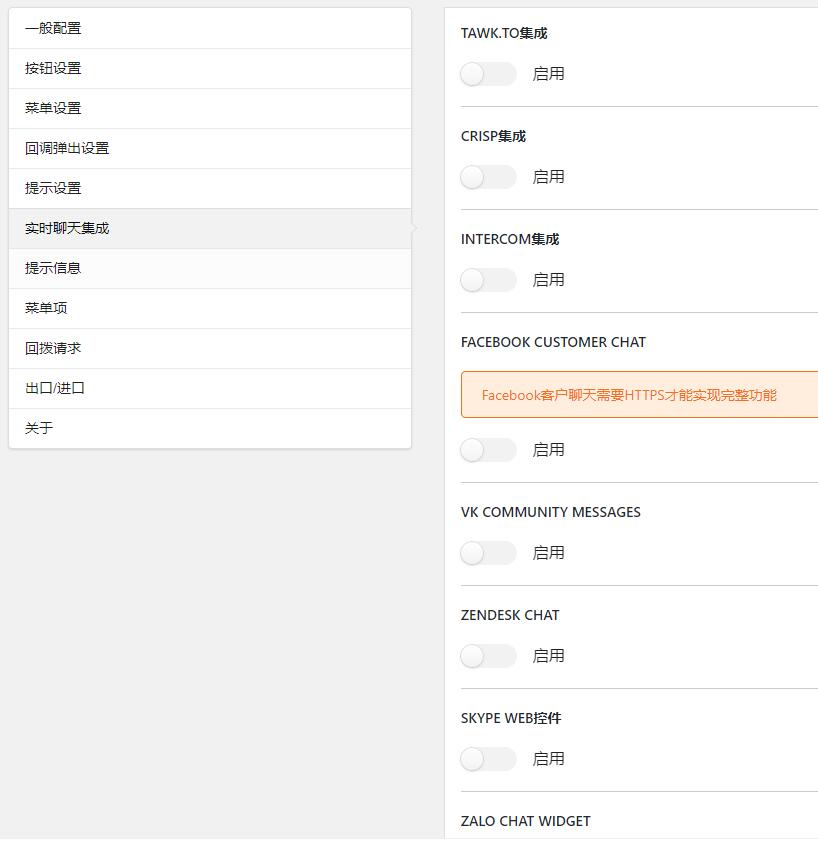 一般配置
按钮设置
菜单设置
回调弹出设置
提示设置
实时聊天集成
提示信息
菜单项
回拨请求
出口/进口
关于
TAWK.TO集成
启用
CRISP集成
启用
INTERCOM集成
启用
FACEBOOK CUSTOMER CHAT
Facebook客户聊天需要HTTPS才能实现完整功能
启用
VK COMMUNITY MESSAGES
启用
ZENDESK CHAT
启用
SKYPE WEB控件
启用
ZALO CHAT WIDGET